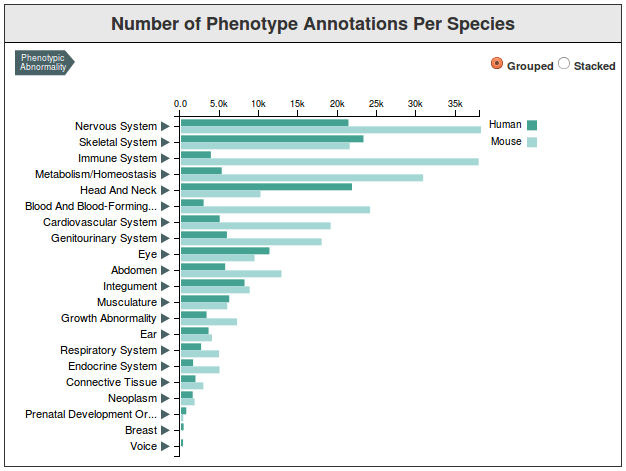 Number of Phenotype Annotations Per Species
Phenotypic
Abnormality
Grouped Stacked
0.0 5.0k 10k 15k 20k 25k 30k 35k
Human
Mouse
Nervous System
Skeletal System
Immune System
Metabolism/Homeostasis
Head And Neck
Blood And Blood-Forming...
Cardiovascular System
Genitourinary System
Eye
Abdomen
Integument
Musculature
Growth Abnormality
Ear
Respiratory System
Endocrine System
Connective Tissue
Neoplasm
Prenatal Development Or...
Breast
Voice